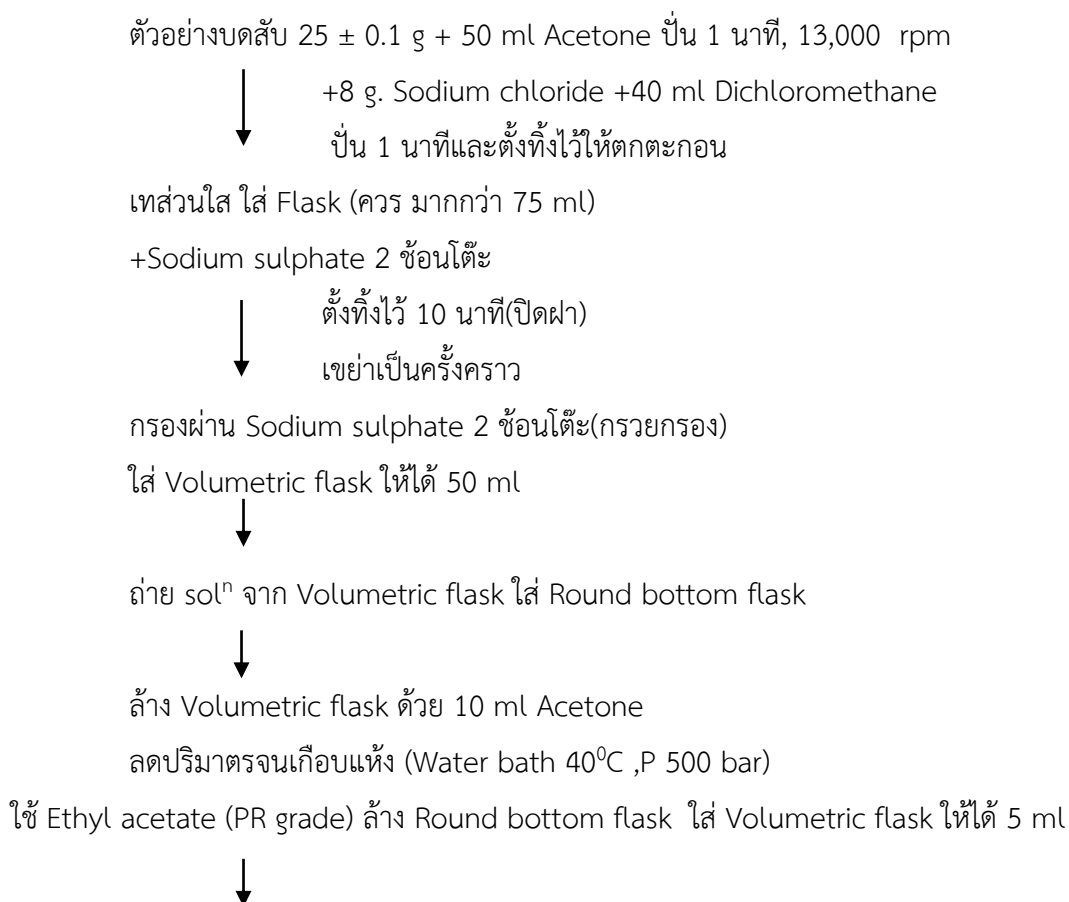 ตัวอย่างบดสับ 25 ± 0.1 g + 50 ml Acetone ปั่น 1 นาที, 13,000 rpm
+8 g. Sodium chloride +40 ml Dichloromethane
ปั่น 1 นาทีและตั้งทิ้งไว้ให้ตกตะกอน
เทส่วนใส ใส่ Flask (ควร มากกว่า 75 ml)
+Sodium sulphate 2 ช้อนโต๊ะ
ตั้งทิ้งไว้ 10 นาที(ปิดฝา)
เขย่าเป็นครั้งคราว
กรองผ่าน Sodium sulphate 2 ช้อนโต๊ะ(กรวยกรอง)
ใส่ Volumetric flask ให้ได้ 50 ml
ถ่าย solⁿ จาก Volumetric flask ใส่ Round bottom flask
ล้าง Volumetric flask ด้วย 10 ml Acetone
ลดปริมาตรจนเกือบแห้ง (Water bath 40⁰C ,P 500 bar)
ใช้ Ethyl acetate (PR grade) ล้าง Round bottom flask ใส่ Volumetric flask ให้ได้ 5 ml